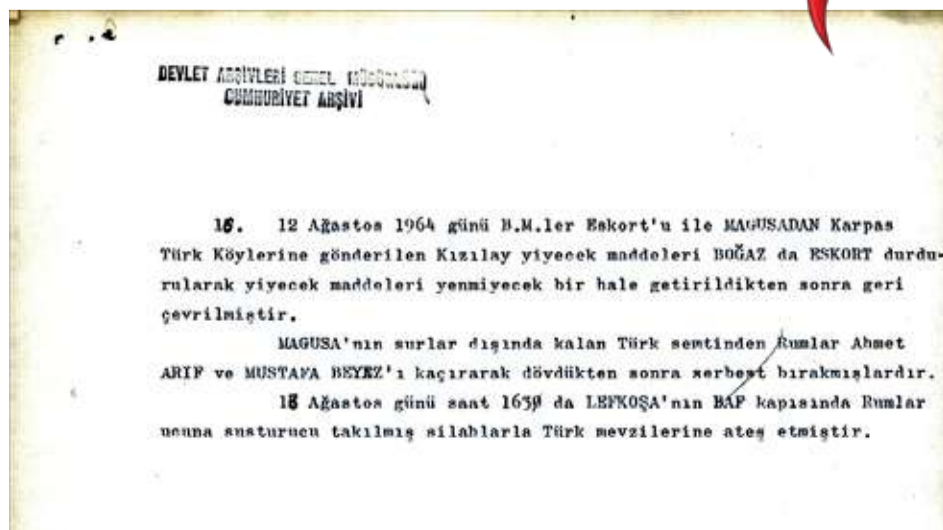 DEVLET ARŞİVLERİ GENEL MÜDÜRLÜĞÜ
CUMHURİYET ARŞİVİ
16. 12 Ağastos 1964 günü B.M.ler Eskort'u ile MAGUSADAN Karpas
Türk Köylerine gönderilen Kızılay yiyecek maddeleri BOĞAZ da ESKORT durdu-
rularak yiyecek maddeleri yenmiyecek bir hale getirildikten sonra geri
çevrilmiştir.
MAGUSA'nın surlar dışında kalan Türk semtinden Rumlar Ahmet
ARIF ve MUSTAFA BEYEZ'ı kaçırarak dövdükten sonra serbest bırakmışlardır.
18 Ağastos günü saat 1630 da LEFKOŞA'nın BAF kapısında Rumlar
ucuna susturucu takılmış silahlarla Türk mevzilerine ateş etmiştir.